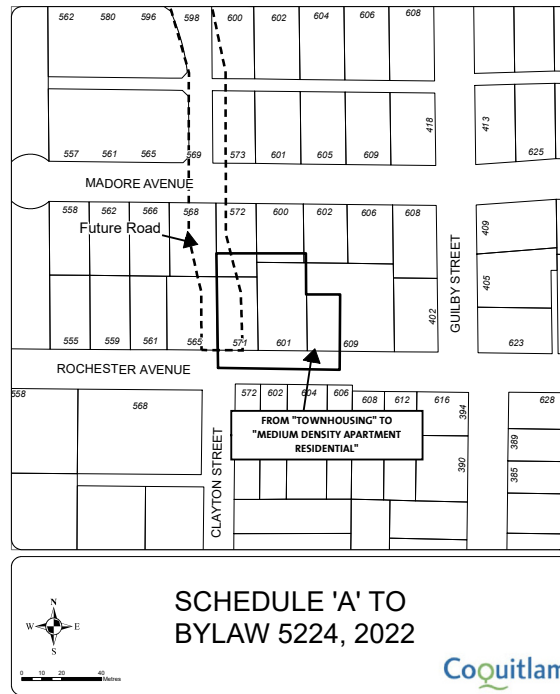 562 580 596 598 600 602 604 606 608
418
413
557 561 565 569 573 601 605 609
625
MADORE AVENUE
558 562 566 568 572 600 602 606 608
409
Future Road
GUILBY STREET
405
402
555 559 561 565 571 601 609
623
ROCHESTER AVENUE
558
568
572 602 604 606 608 612 616
394
628
FROM "TOWNHOUSING" TO
"MEDIUM DENSITY APARTMENT
RESIDENTIAL"
CLAYTON STREET
389
390
385
N
W E
S
0 10 20 40
Metres
SCHEDULE 'A' TO
BYLAW 5224, 2022
Coquitlam